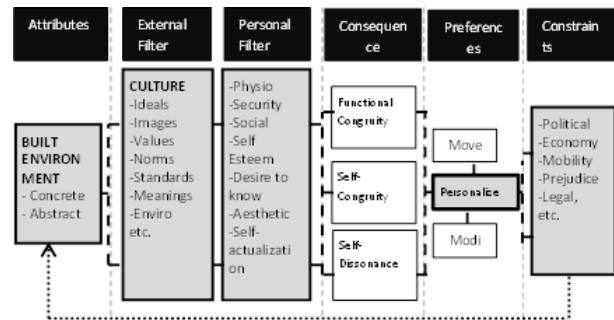 Attributes
External
Filter
Personal
Filter
Consequen
ce
Preferenc
es
Constrain
ts
BUILT
ENVIRON
MENT
- Concrete
- Abstract
CULTURE
-Ideals
-Images
-Values
-Norms
-Standards
-Meanings
-Enviro
etc.
-Physio
-Security
-Social
-Self
Esteem
-Desire to
know
-Aesthetic
-Self-
actualizati
on
Functional
Congruity
Self-
Congruity
Self-
Dissonance
Move
Personalize
Modi
-Political
-Economy
-Mobility
-Prejudice
-Legal,
etc.